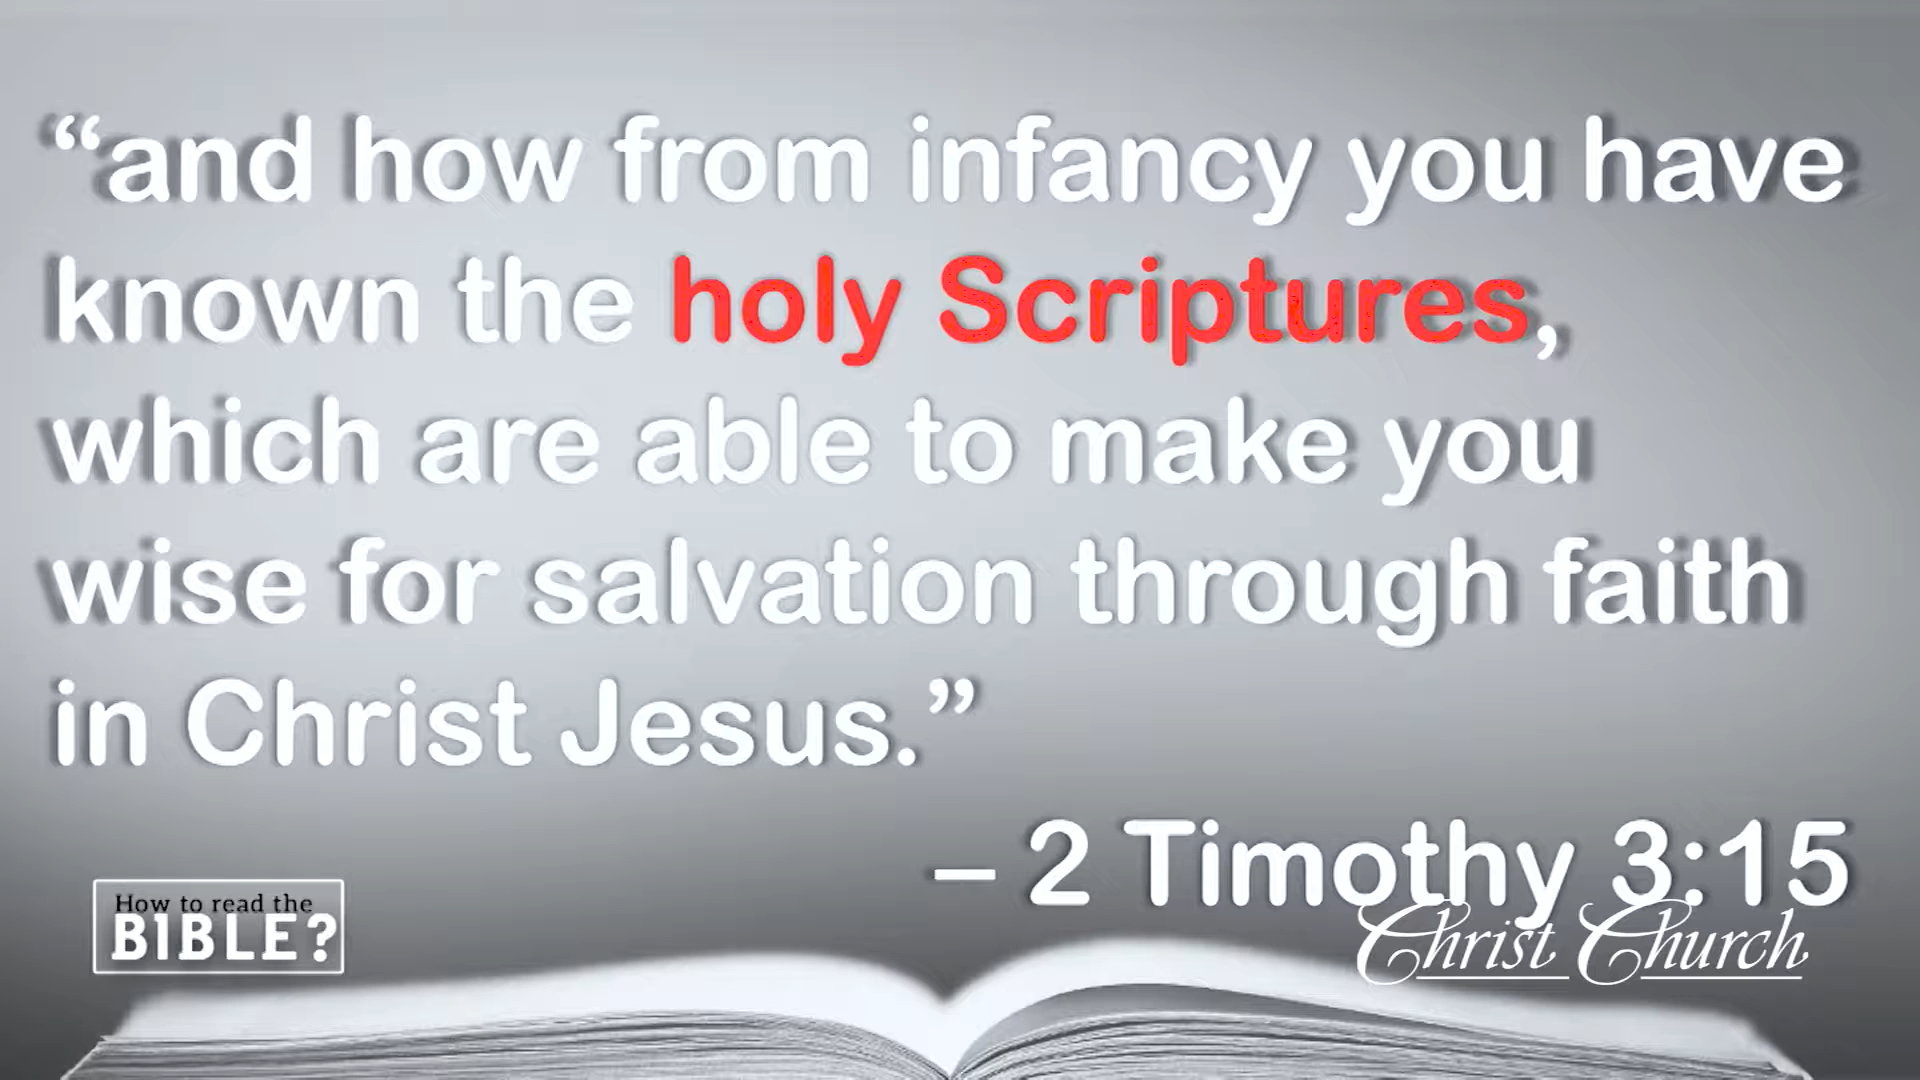 “and how from infancy you have
known the holy Scriptures,
which are able to make you
wise for salvation through faith
in Christ Jesus.”
– 2 Timothy 3:15
How to read the
BIBLE?
Christ Church